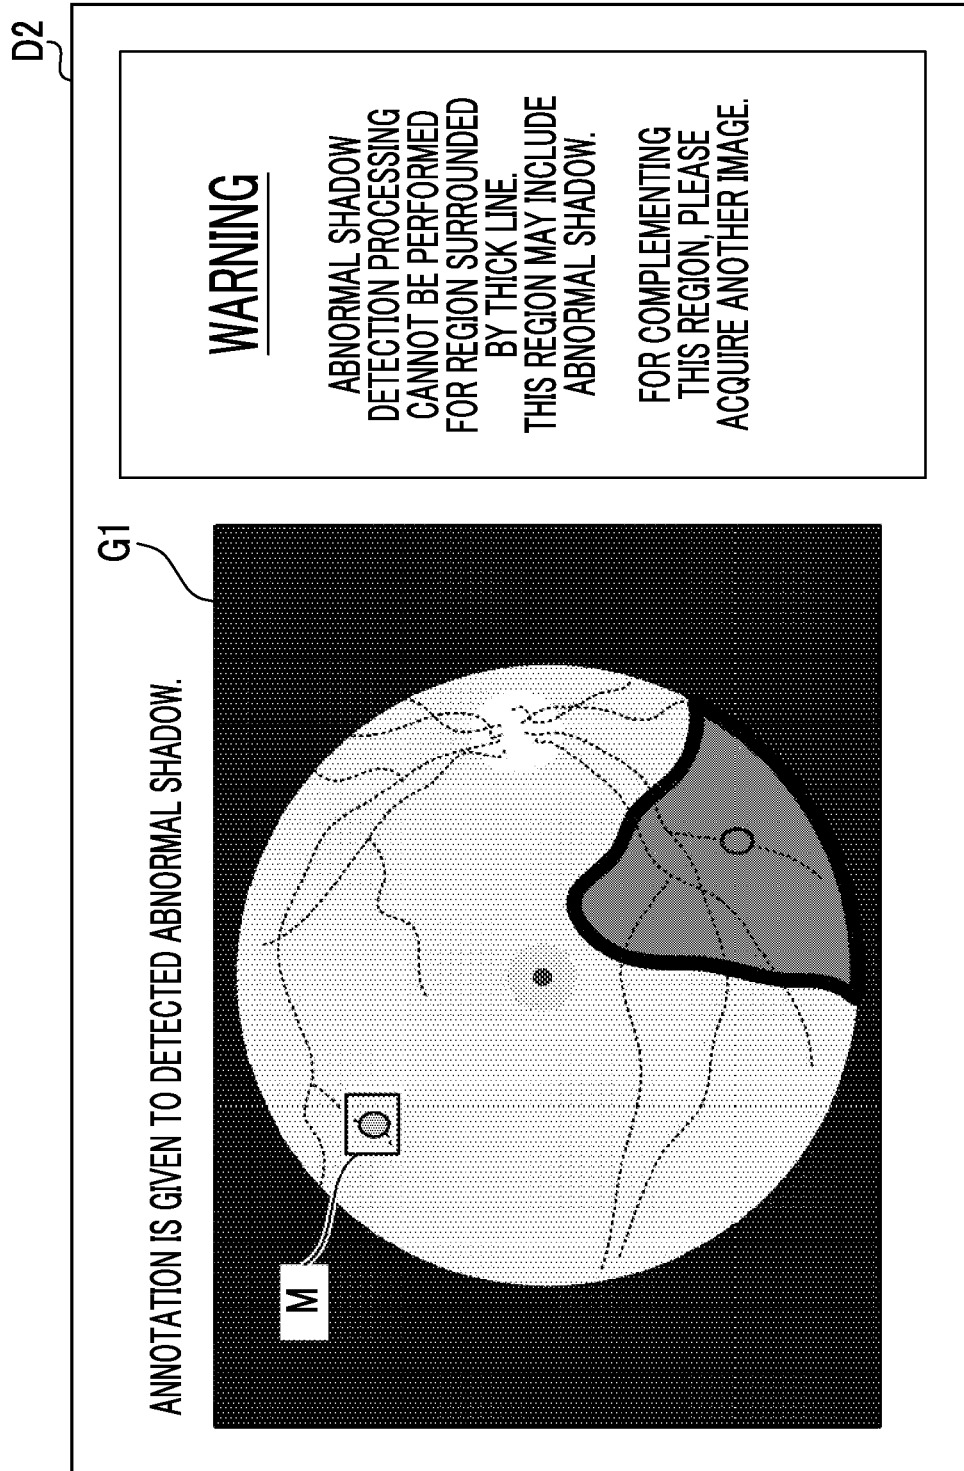 D2
ANNOTATION IS GIVEN TO DETECTED ABNORMAL SHADOW.
G1
M
WARNING
ABNORMAL SHADOW
DETECTION PROCESSING
CANNOT BE PERFORMED
FOR REGION SURROUNDED
BY THICK LINE.
THIS REGION MAY INCLUDE
ABNORMAL SHADOW.
FOR COMPLEMENTING
THIS REGION, PLEASE
ACQUIRE ANOTHER IMAGE.